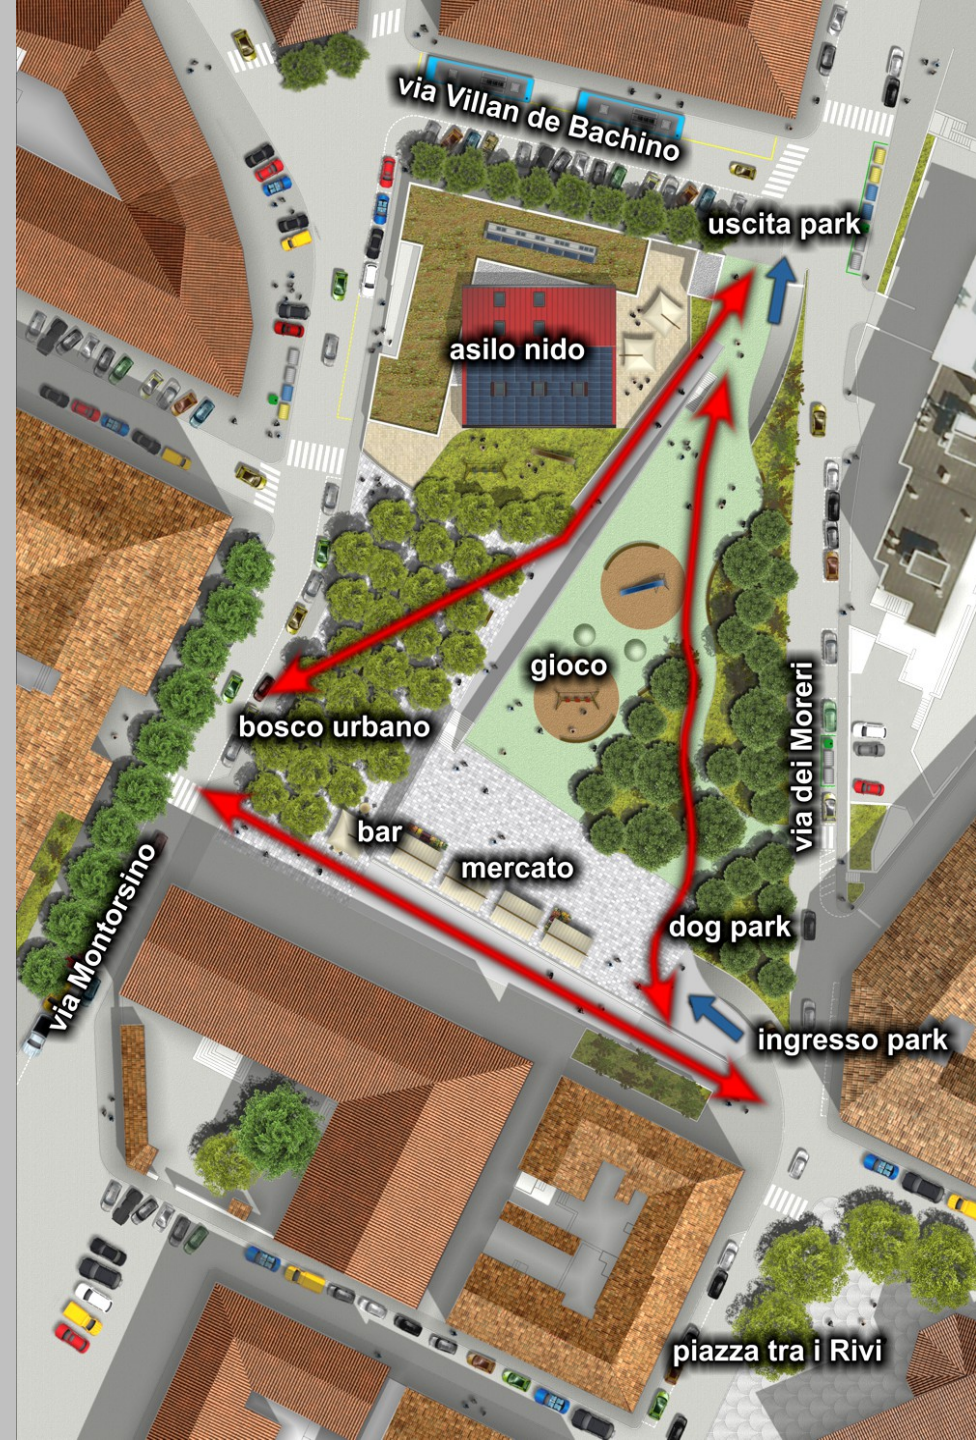 via Villan de Bachino
uscita park
asilo nido
gioco
bosco urbano
via dei Moreri
bar
mercato
via Montorsino
dog park
ingresso park
piazza tra i Rivi